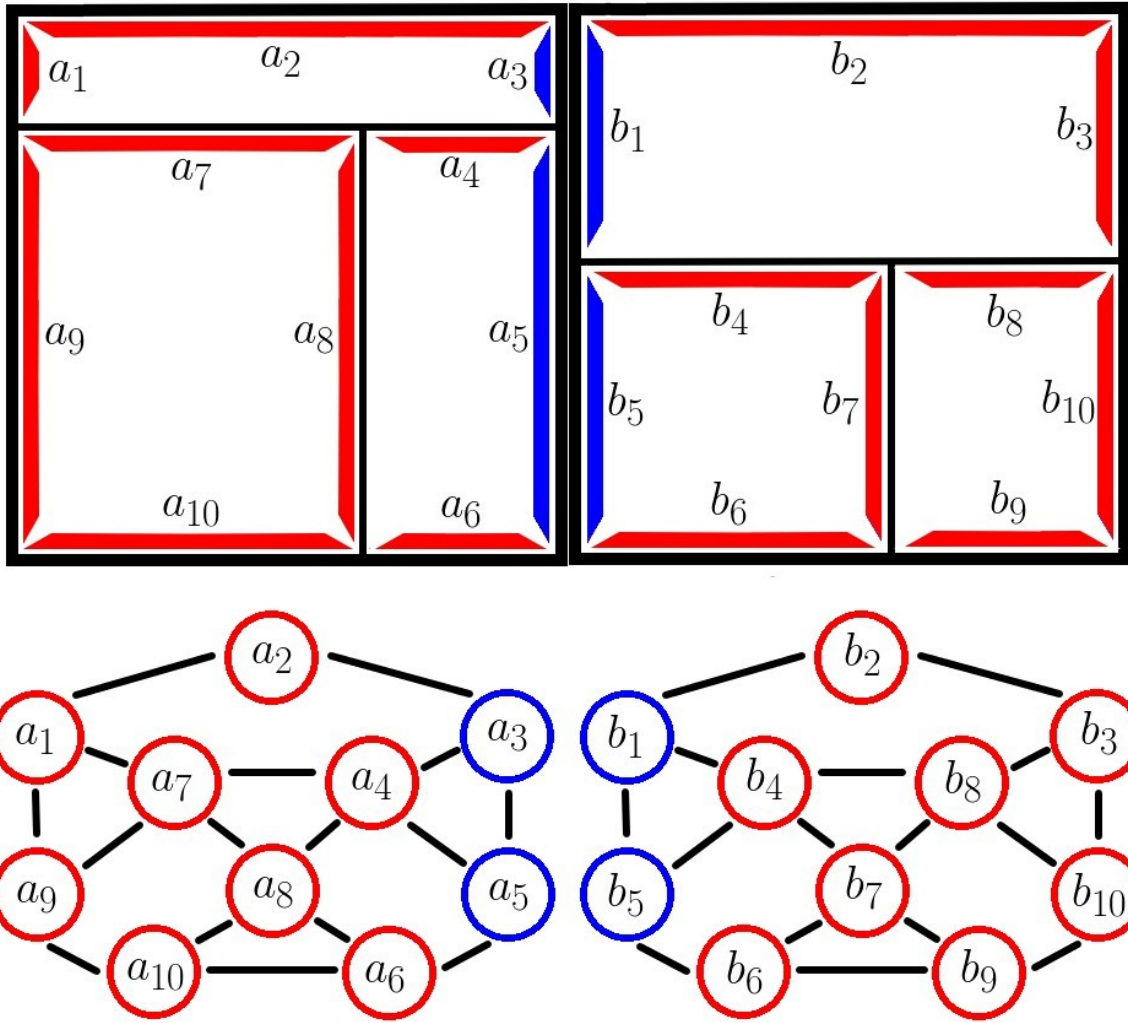 a₁ a₂ a₃
b₁ b₂ b₃
a₇ a₄
a₉ a₈ a₅
a₁₀ a₆
b₄ b₈
b₅ b₇ b₁₀
b₆ b₉
a₂ b₂
a₁ a₃ b₁ b₃
a₇ a₄ b₄ b₈
a₉ a₈ a₅ b₅ b₇ b₁₀
a₁₀ a₆ b₆ b₉